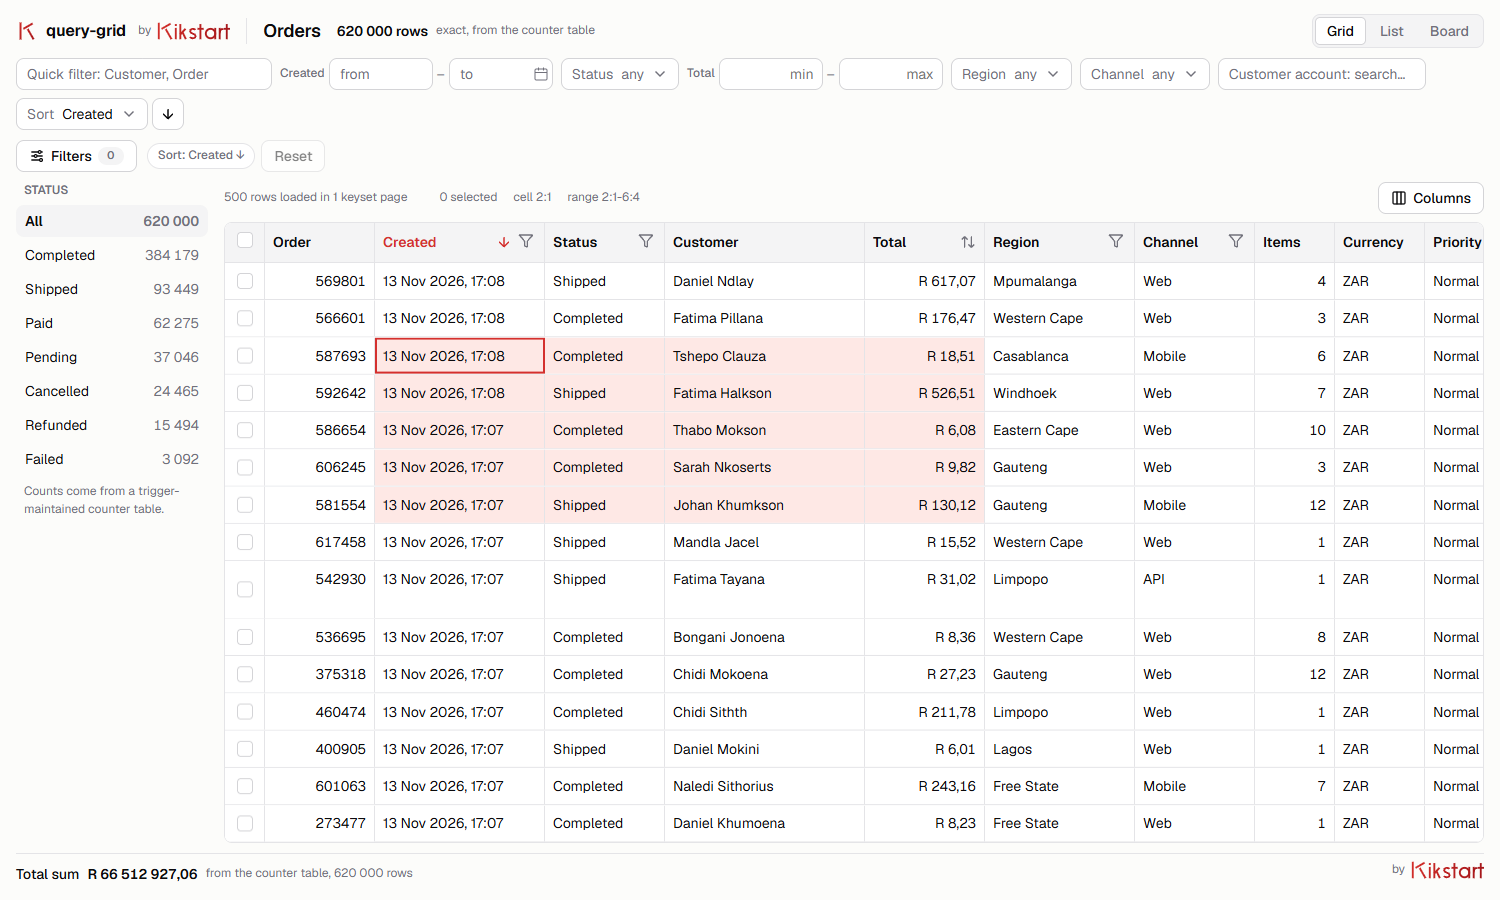 query-grid by Kikstart Orders 620 000 rows exact, from the counter table Grid List Board
Quick filter: Customer, Order Created from – to Status any Total min – max Region any Channel any Customer account: search...
Sort Created
Filters 0 Sort: Created Reset
STATUS
All 620 000
Completed 384 179
Shipped 93 449
Paid 62 275
Pending 37 046
Cancelled 24 465
Refunded 15 494
Failed 3 092
Counts come from a trigger-
maintained counter table.
500 rows loaded in 1 keyset page 0 selected cell 2:1 range 2:1-6:4 Columns
Order Created Status Customer Total Region Channel Items Currency Priority
569801 13 Nov 2026, 17:08 Shipped Daniel Ndlay R 617,07 Mpumalanga Web 4 ZAR Normal
566601 13 Nov 2026, 17:08 Completed Fatima Pillana R 176,47 Western Cape Web 3 ZAR Normal
587693 13 Nov 2026, 17:08 Completed Tshepo Clauza R 18,51 Casablanca Mobile 6 ZAR Normal
592642 13 Nov 2026, 17:08 Shipped Fatima Halkson R 526,51 Windhoek Web 7 ZAR Normal
586654 13 Nov 2026, 17:07 Completed Thabo Mokson R 6,08 Eastern Cape Web 10 ZAR Normal
606245 13 Nov 2026, 17:07 Completed Sarah Nkoserts R 9,82 Gauteng Web 3 ZAR Normal
581554 13 Nov 2026, 17:07 Shipped Johan Khumkson R 130,12 Gauteng Mobile 12 ZAR Normal
617458 13 Nov 2026, 17:07 Shipped Mandla Jacel R 15,52 Western Cape Web 1 ZAR Normal
542930 13 Nov 2026, 17:07 Shipped Fatima Tayana R 31,02 Limpopo API 1 ZAR Normal
536695 13 Nov 2026, 17:07 Completed Bongani Jonoena R 8,36 Western Cape Web 8 ZAR Normal
375318 13 Nov 2026, 17:07 Completed Chidi Mokoena R 27,23 Gauteng Web 12 ZAR Normal
460474 13 Nov 2026, 17:07 Completed Chidi Sithth R 211,78 Limpopo Web 1 ZAR Normal
400905 13 Nov 2026, 17:07 Shipped Daniel Mokini R 6,01 Lagos Web 1 ZAR Normal
601063 13 Nov 2026, 17:07 Completed Naledi Sithorius R 243,16 Free State Mobile 7 ZAR Normal
273477 13 Nov 2026, 17:07 Completed Daniel Khumoena R 8,23 Free State Web 1 ZAR Normal
Total sum R 66 512 927,06 from the counter table, 620 000 rows by Kikstart